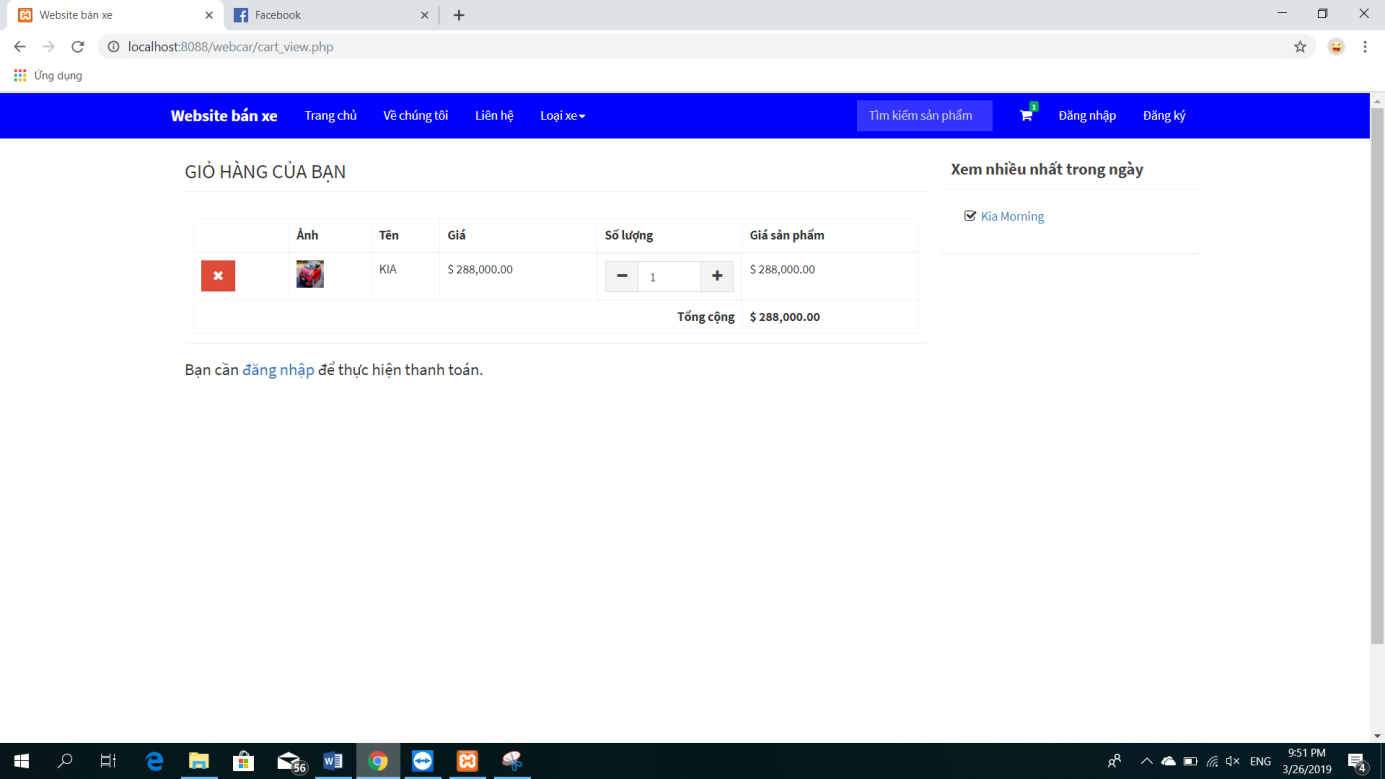 Website bán xe
Facebook
localhost:8088/webcar/cart_view.php
Ứng dụng
Website bán xe Trang chủ Về chúng tôi Liên hệ Loại xe Tìm kiếm sản phẩm 1 Đăng nhập Đăng ký
GIỎ HÀNG CỦA BẠN
Ảnh Tên Giá Số lượng Giá sản phẩm
KIA $ 288,000.00 1 $ 288,000.00
Tổng cộng $ 288,000.00
Bạn cần đăng nhập để thực hiện thanh toán.
Xem nhiều nhất trong ngày
Kia Morning
56
ENG
9:51 PM
3/26/2019
4